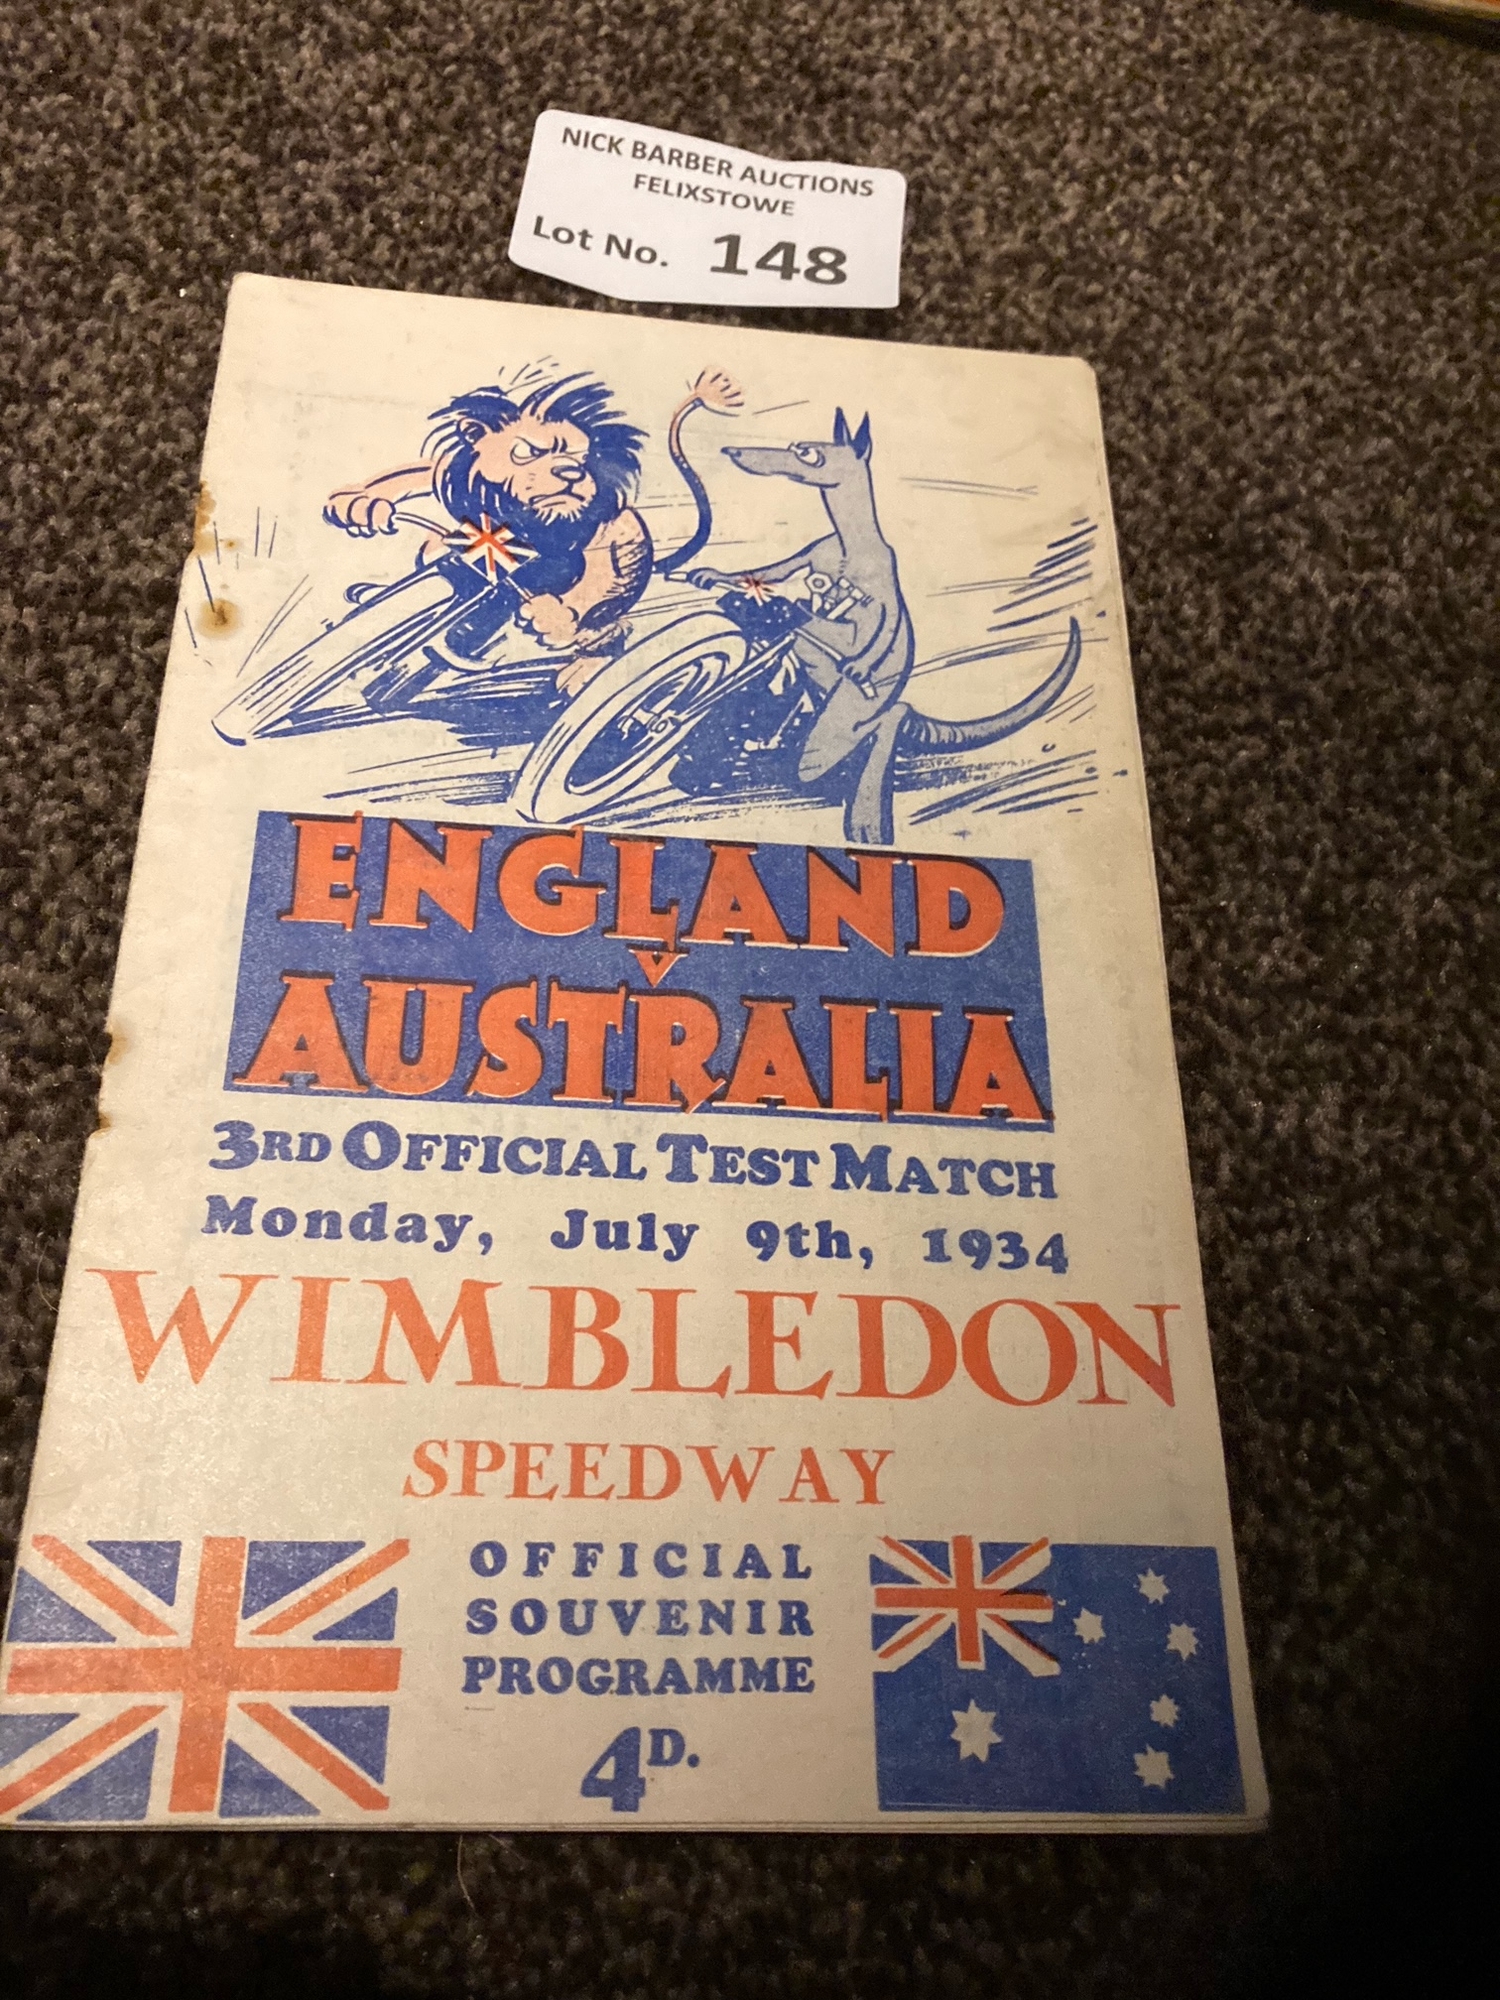 NICK BARBER AUCTIONS
FELIXSTOWE
Lot No. 148
ENGLAND
V
AUSTRALIA
3RD OFFICIAL TEST MATCH
Monday, July 9th, 1934
WIMBLEDON
SPEEDWAY
OFFICIAL
SOUVENIR
PROGRAMME
4D.